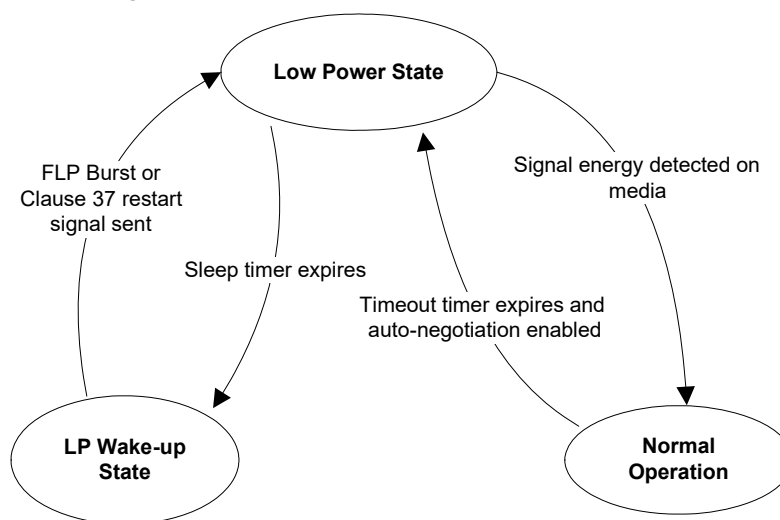 Low Power State
FLP Burst or
Clause 37 restart
signal sent
Signal energy detected on
media
Sleep timer expires
Timeout timer expires and
auto-negotiation enabled
LP Wake-up
State
Normal
Operation